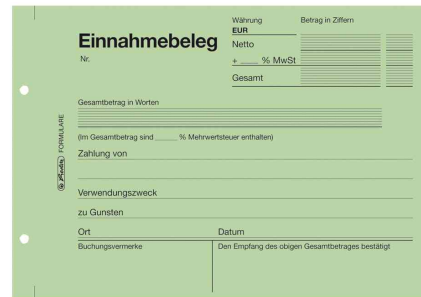 Währung Betrag in Ziffern
EUR
Einnahmebeleg
Netto
Nr.
+ ____ % MwSt
Gesamt
Gesamtbetrag in Worten
(Im Gesamtbetrag sind _____ % Mehrwertsteuer enthalten)
Zahlung von
Verwendungszweck
zu Gunsten
Ort Datum
Buchungsvermerke Den Empfang des obigen Gesamtbetrages bestätigt
herlitz FORMULARE